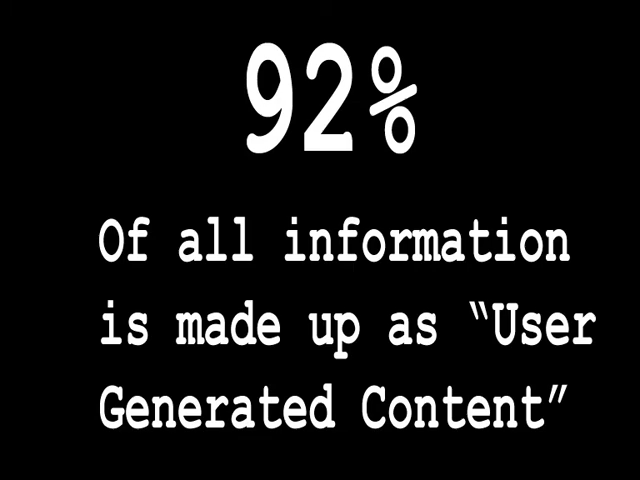 92%
Of all information
is made up as “User
Generated Content”